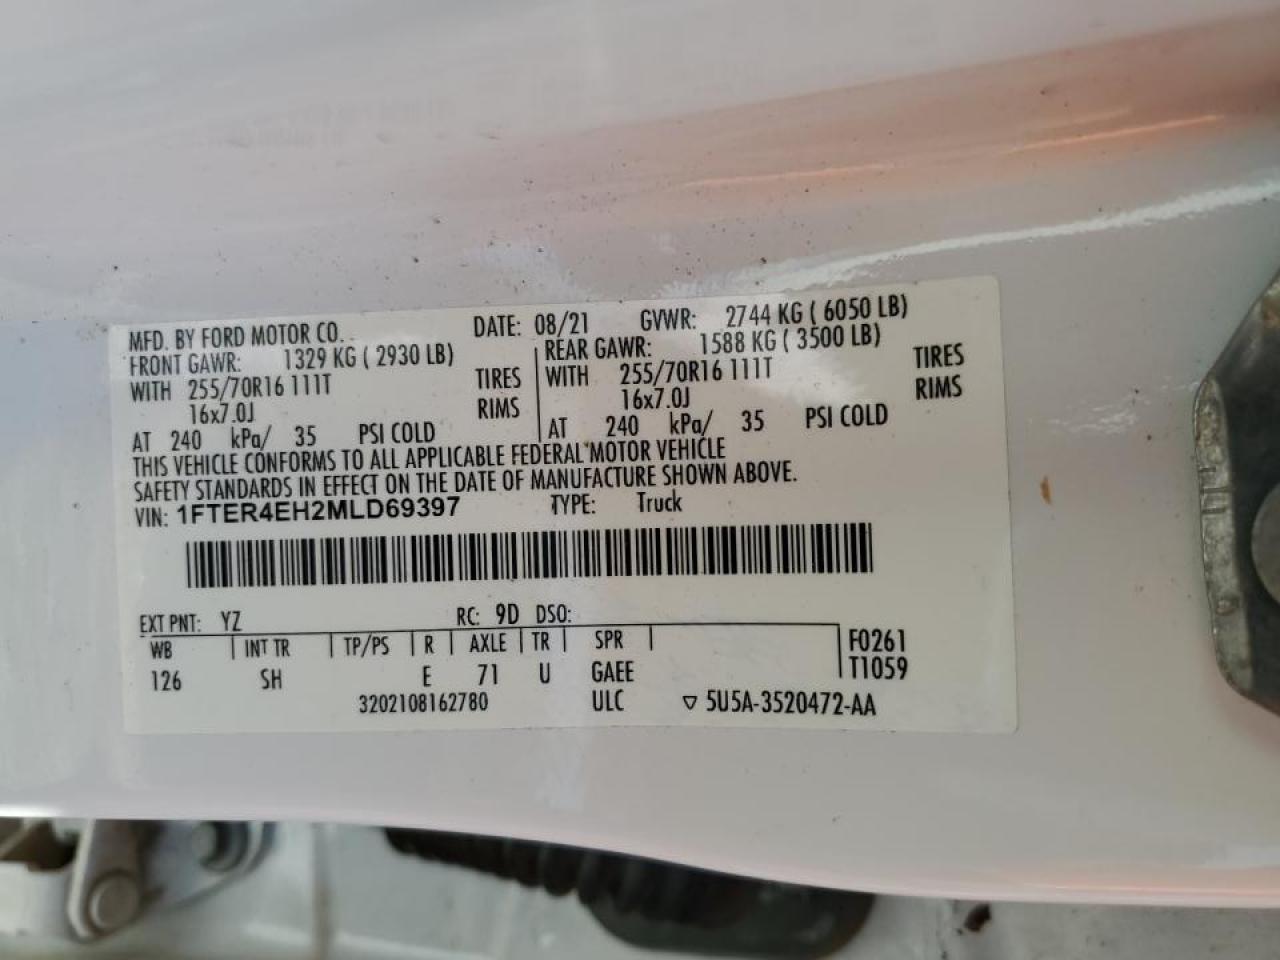 MFD. BY FORD MOTOR CO. DATE: 08/21 GVWR: 2744 KG ( 6050 LB)
FRONT GAWR: 1329 KG ( 2930 LB) REAR GAWR: 1588 KG ( 3500 LB)
WITH 255/70R16 111T TIRES WITH 255/70R16 111T TIRES
16x7.0J RIMS 16x7.0J RIMS
AT 240 kPa/ 35 PSI COLD AT 240 kPa/ 35 PSI COLD
THIS VEHICLE CONFORMS TO ALL APPLICABLE FEDERAL MOTOR VEHICLE
SAFETY STANDARDS IN EFFECT ON THE DATE OF MANUFACTURE SHOWN ABOVE.
VIN: 1FTER4EH2MLD69397 TYPE: Truck
EXT PNT: YZ RC: 9D DSO:
WB INT TR TP/PS R AXLE TR SPR F0261
126 SH E 71 U GAEE T1059
3202108162780 ULC ▽ 5U5A-3520472-AA